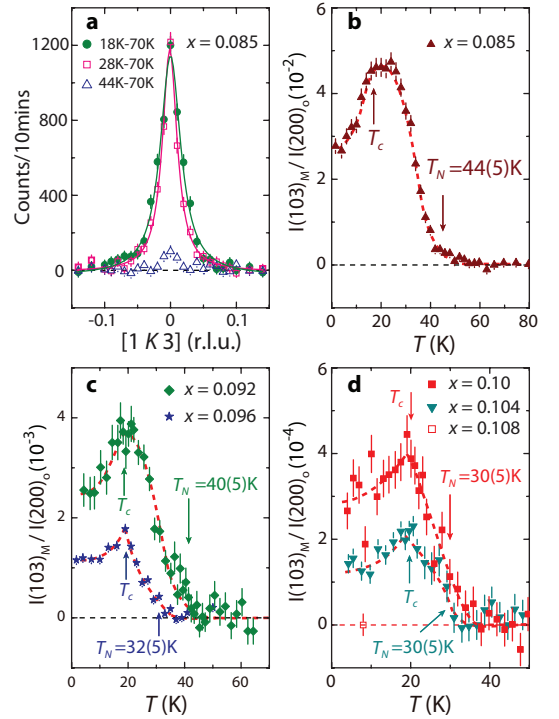 a
b
1200
800
400
0
Counts/10mins
18K-70K
28K-70K
44K-70K
x = 0.085
-0.1
0.0
0.1
[1 K 3] (r.l.u.)
6
4
2
0
I(103)M / I(200)o(10-2)
x = 0.085
Tc
TN=44(5)K
0
20
40
60
80
T (K)
c
d
4
2
0
I(103)M / I(200)o(10-3)
x = 0.092
x = 0.096
Tc
TN=40(5)K
Tc
TN=32(5)K
0
20
40
60
T (K)
6
4
2
0
I(103)M / I(200)o(10-4)
x = 0.10
x = 0.104
x = 0.108
Tc
TN=30(5)K
Tc
TN=30(5)K
0
20
40
T (K)